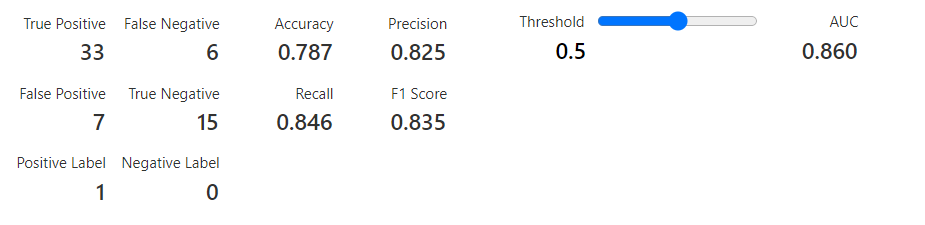 True Positive False Negative Accuracy Precision Threshold AUC
33 6 0.787 0.825 0.5 0.860
False Positive True Negative Recall F1 Score
7 15 0.846 0.835
Positive Label Negative Label
1 0